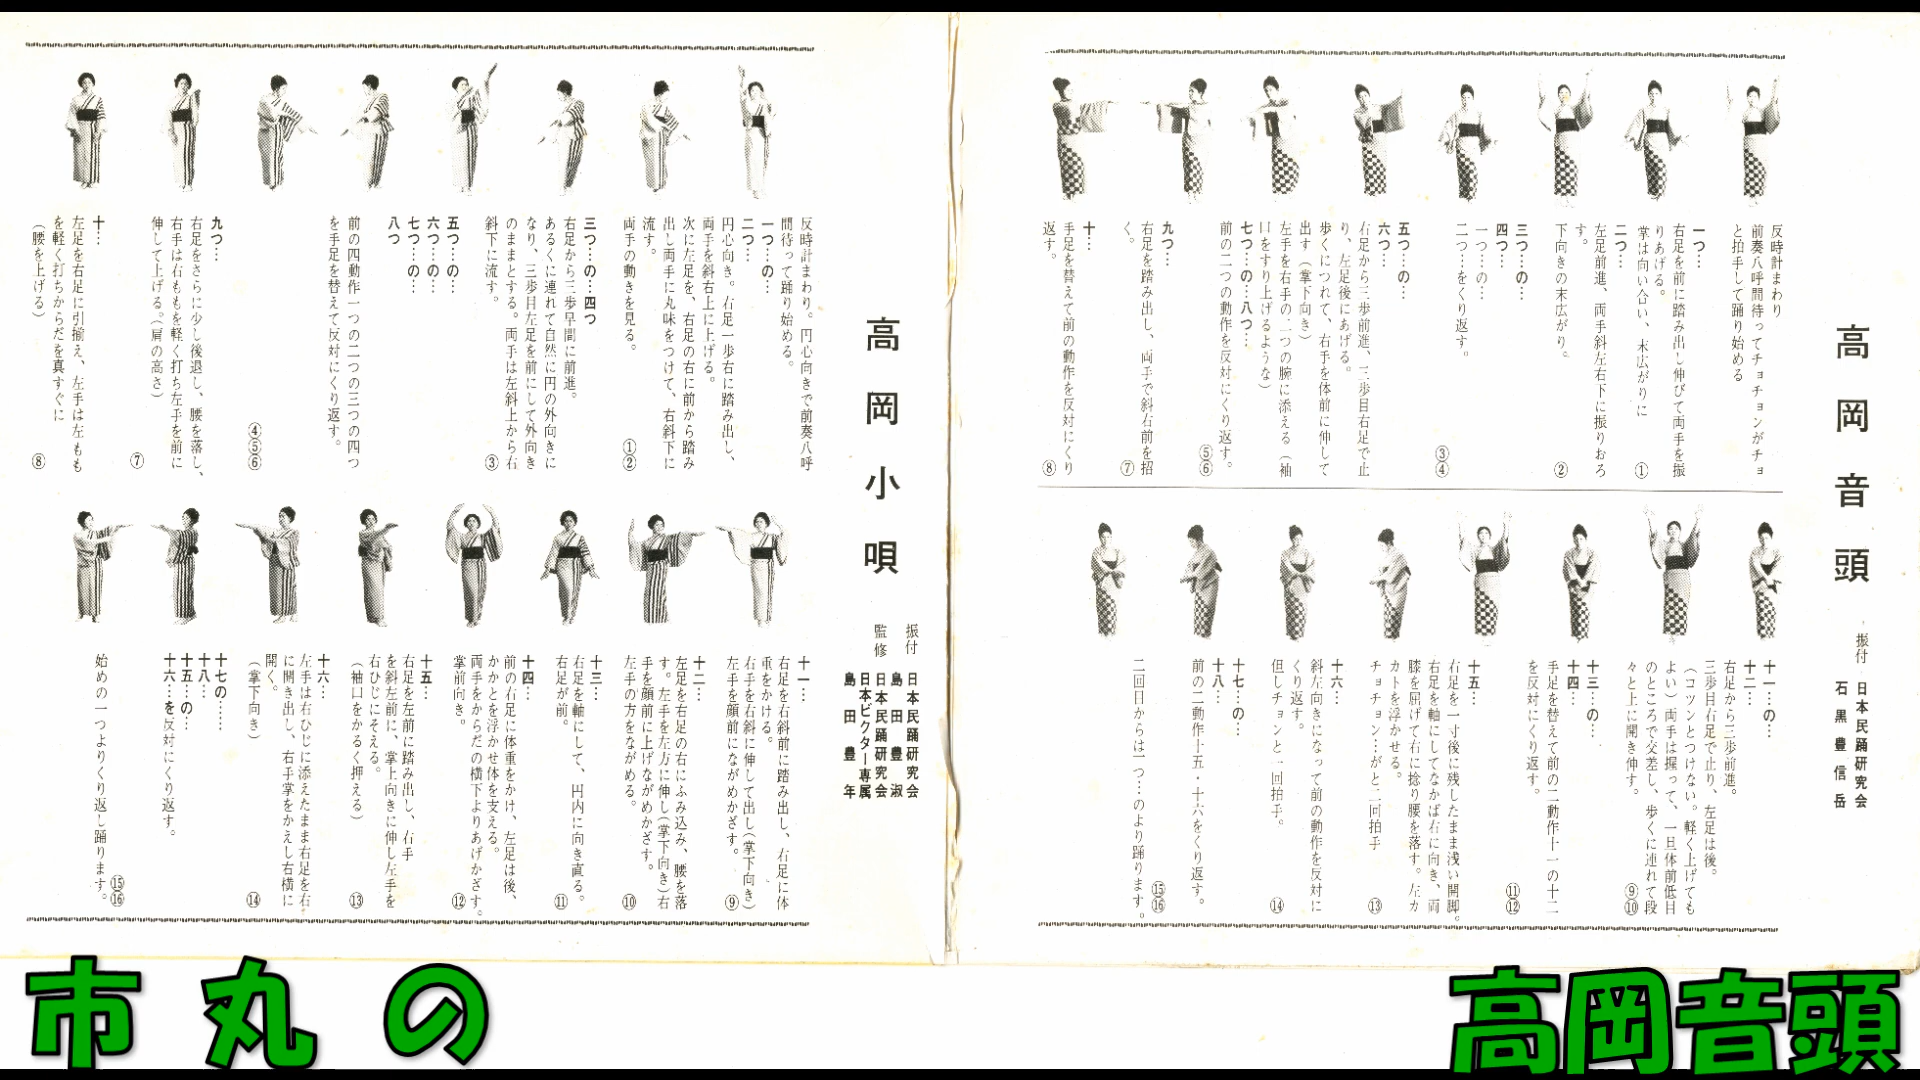 高岡音頭
振付 日本民踊研究会
石黒豊信岳
反時計まわり
前奏八呼間待ってチョチョンがチョ
と拍手して踊り始める
一つ…
右足を前に踏み出し伸びて両手を振
りあげる。
掌は向い合い、末広がりに
①
二つ…
左足前進、両手斜左右下に振りおろ
す。
下向きの末広がり。
②
三つ…の…
四つ…
一つ…の…
二つ…をくり返す。
③④
五つ…の…
六つ…
右足から三歩前進、三歩目右足で止
り、左足後にあげる。
歩くにつれて、右手を体前に伸して
出す(掌下向き)
左手を右手の二つの腕に添える(袖
口をすり上げるような)
七つ…の…八つ…
前の二つの動作を反対にくり返す。
⑤⑥
九つ…
右足を踏み出し、両手で斜右前を招
く。
⑦
十…
手足を替えて前の動作を反対にくり
返す。
⑧
十一…の…
十二…
右足から三歩前進。
三歩目右足で止り、左足は後。
(コツンとつけない。軽く上げても
よい)両手は握って、一旦体前低目
のところで交差し、歩くに連れて段
々と上に開き伸す。
⑨⑩
十三…の…
十四…
手足を替えて前の二動作十一の十二
を反対にくり返す。
⑪⑫
十五…
右足を一寸後に残したまま浅い開脚。
右足を軸にしてなかば右に向き、両
膝を屈げて右に捻り腰を落す。左カ
カトを浮かせる。
チョチョン…がと二回拍手
⑬
十六…
斜左向きになって前の動作を反対に
くり返す。
但しチョンと一回拍手。
⑭
十七…の…
十八…
前の二動作十五・十六をくり返す。
⑮⑯
二回目からは一つ…のより踊ります。
高岡小唄
振付 日本民踊研究会
島田豊淑
監修 日本民踊研究会
日本ビクター専属
島田豊年
反時計まわり。円心向きで前奏八呼
間待って踊り始める。
一つ…の…
二つ…
円心向き。右足一歩右に踏み出し、
両手を斜右上に上げる。
次に左足を、右足の右に前から踏み
出し両手に丸味をつけて、右斜下に
流す。
両手の動きを見る。
①②
三つ…の…四つ
右足から三歩早間に前進。
あるくに連れて自然に円の外向きに
なり、三歩目左足を前にして外向き
のままとする。両手は左斜上から右
斜下に流す。
③
五つ…の…
六つ…の…
七つ…の…
八つ
前の四動作一つの二つの三つの四つ
を手足を替えて反対にくり返す。
④⑤⑥
九つ…
右足をさらに少し後退し、腰を落し、
右手は右ももを軽く打ち左手を前に
伸して上げる。(肩の高さ)
⑦
十…
左足を右足に引揃え、左手は左もも
を軽く打ちからだを真すぐに
(腰を上げる)
⑧
十一…
右足を右斜前に踏み出し、右足に体
重をかける。
右手を右斜に伸して出し(掌下向き)
左手を顔前にながめかざす。
⑨
十二…
左足を右足の右にふみ込み、腰を落
す。左手を左方に伸し(掌下向き)右
手を顔前に上げながめかざす。
左手の方をながめる。
⑩
十三…
右足を軸にして、円内に向き直る。
右足が前。
⑪
十四…
前の右足に体重をかけ、左足は後、
かかとを浮かせ体を支える。
両手をからだの横下よりあげかざす。
掌前向き。
⑫
十五…
右足を左前に踏み出し、右手
を斜左前に、掌上向きに伸し左手を
右ひじにそえる。
(袖口をかるく押える)
⑬
十六…
左手は右ひじに添えたまま右足を右
に開き出し、右手掌をかえし右横に
開く。
(掌下向き)
⑭
十七の……
十八…
十五…の…
十六…を反対にくり返す。
⑮⑯
始めの一つよりくり返し踊ります。
市丸の
高岡音頭